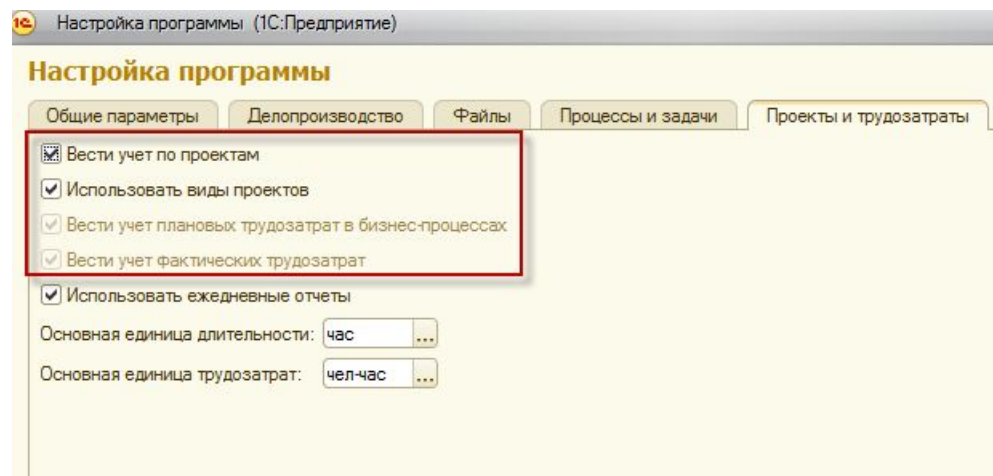 1С Настройка программы (1С:Предприятие)
Настройка программы
Общие параметры Делопроизводство Файлы Процессы и задачи Проекты и трудозатраты
Вести учет по проектам
Использовать виды проектов
Вести учет плановых трудозатрат в бизнес-процессах
Вести учет фактических трудозатрат
Использовать ежедневные отчеты
Основная единица длительности: час ...
Основная единица трудозатрат: чел-час ...